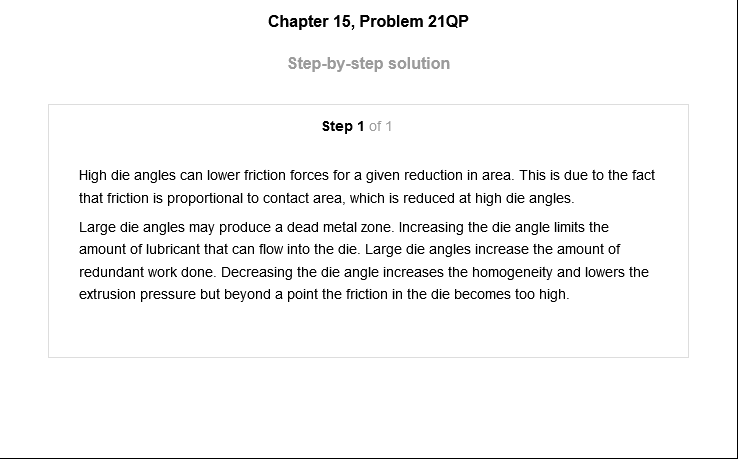 Chapter 15, Problem 21QP
Step-by-step solution
Step 1 of 1
High die angles can lower friction forces for a given reduction in area. This is due to the fact
that friction is proportional to contact area, which is reduced at high die angles.
Large die angles may produce a dead metal zone. Increasing the die angle limits the
amount of lubricant that can flow into the die. Large die angles increase the amount of
redundant work done. Decreasing the die angle increases the homogeneity and lowers the
extrusion pressure but beyond a point the friction in the die becomes too high.